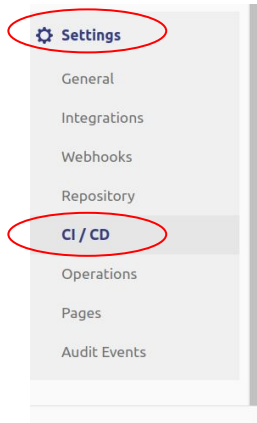 Settings
General
Integrations
Webhooks
Repository
CI / CD
Operations
Pages
Audit Events